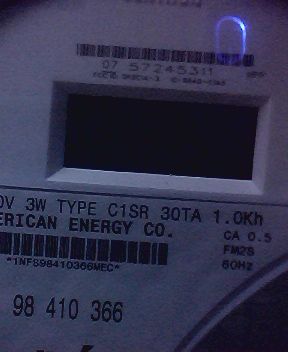 07 57245311
0V 3W TYPE C1SR 30TA 1.0Kh
ERICAN ENERGY CO.
CA 0.5
FM2S
60Hz
*1NFS98410366MEC*
98 410 366